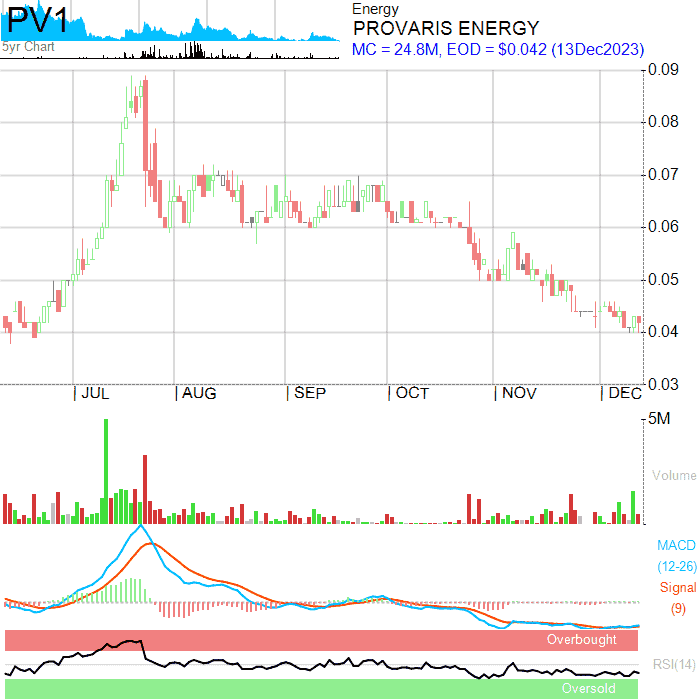 PV1
5yr Chart
Energy
PROVARIS ENERGY
MC = 24.8M, EOD = $0.042 (13Dec2023)
0.09
0.08
0.07
0.06
0.05
0.04
0.03
JUL AUG SEP OCT NOV DEC
5M
Volume
MACD
(12-26)
Signal
(9)
Overbought
RSI(14)
Oversold